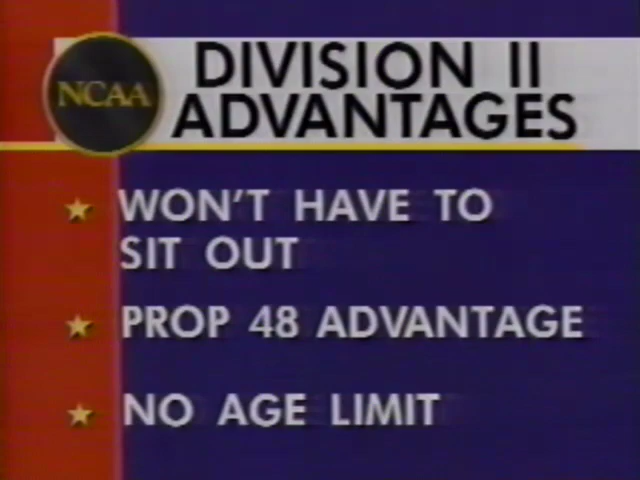 NCAA
DIVISION II
ADVANTAGES
WON'T HAVE TO
SIT OUT
PROP 48 ADVANTAGE
NO AGE LIMIT